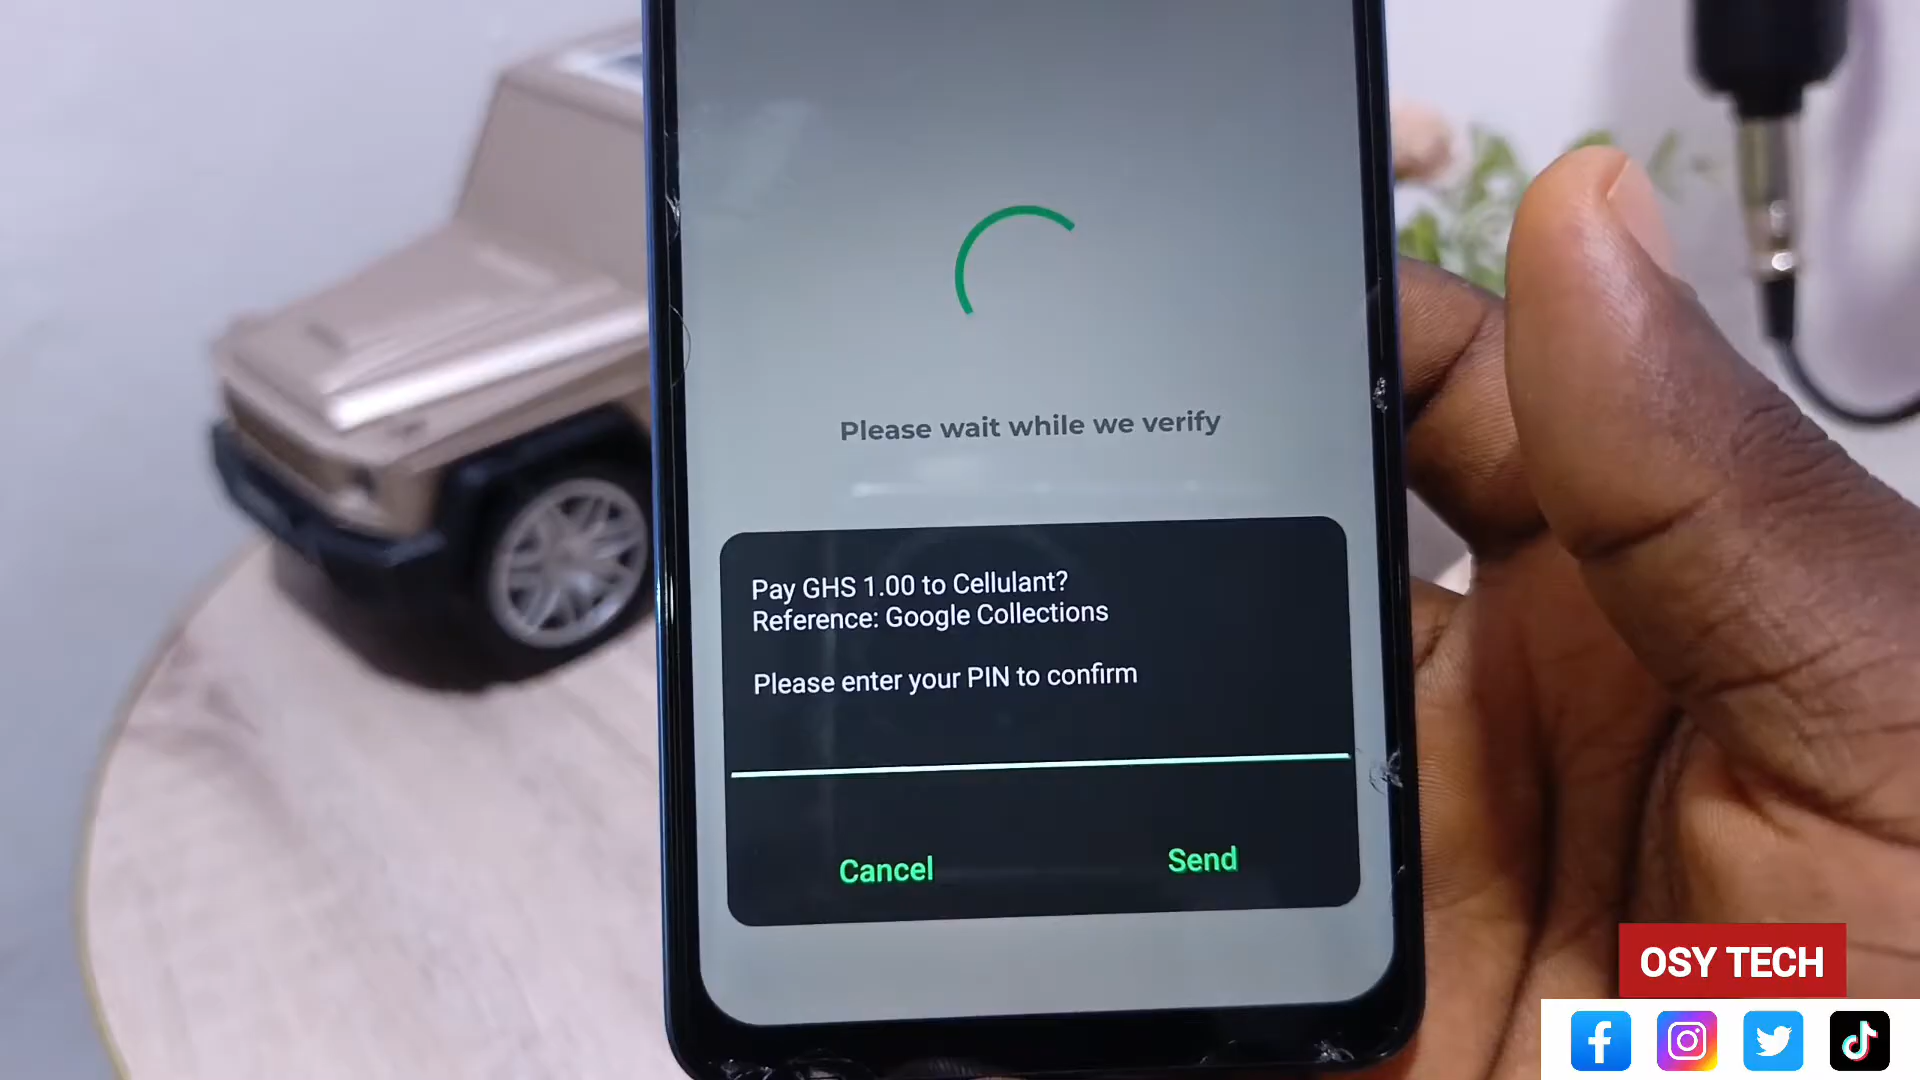 Please wait while we verify
Pay GHS 1.00 to Cellulant?
Reference: Google Collections
Please enter your PIN to confirm
Cancel
Send
OSY TECH